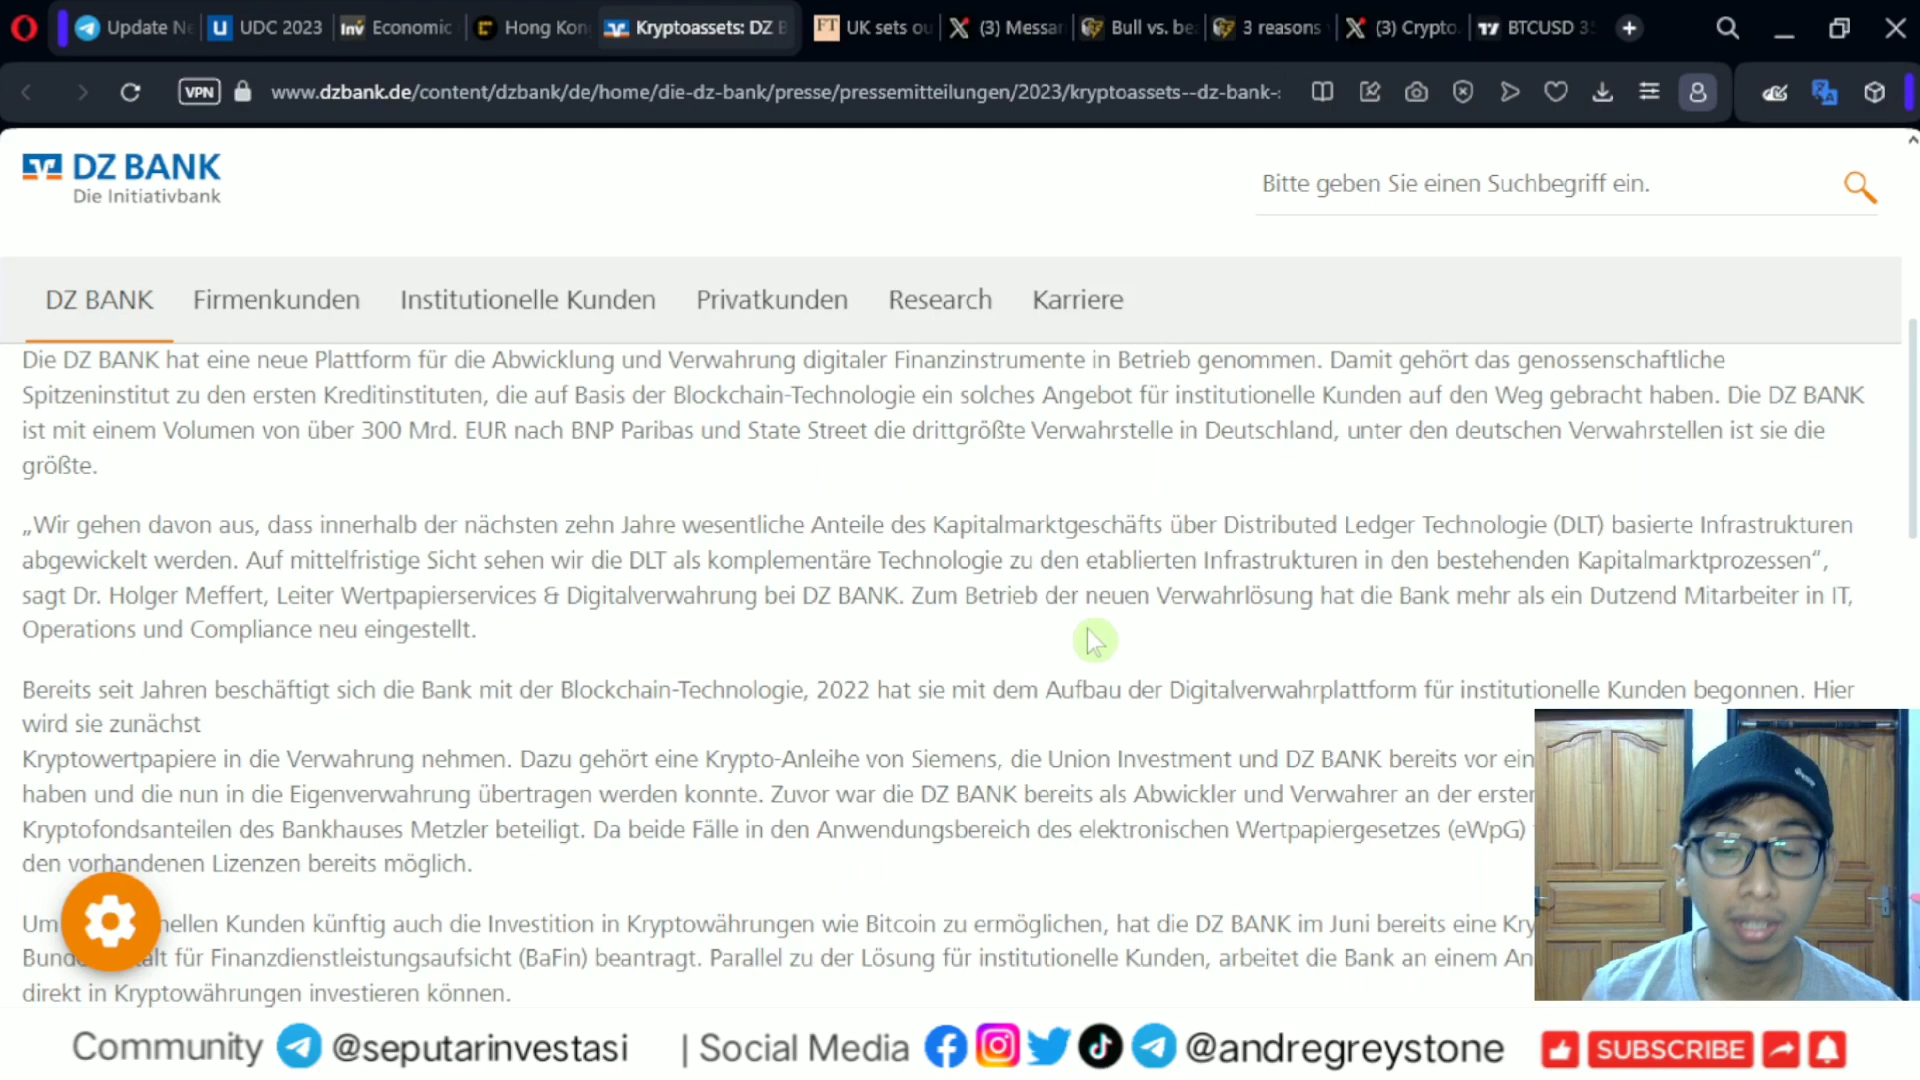 Update Ne
U UDC 2023
Inv Economic
Hong Kon
Kryptoassets: DZ B
FT UK sets ou
(3) Messar
Bull vs. bea
3 reasons
(3) Crypto
BTCUSD
VPN www.dzbank.de/content/dzbank/de/home/die-dz-bank/presse/pressemitteilungen/2023/kryptoassets--dz-bank-
DZ BANK
Die Initiativbank
Bitte geben Sie einen Suchbegriff ein.
DZ BANK Firmenkunden Institutionelle Kunden Privatkunden Research Karriere
Die DZ BANK hat eine neue Plattform für die Abwicklung und Verwahrung digitaler Finanzinstrumente in Betrieb genommen. Damit gehört das genossenschaftliche
Spitzeninstitut zu den ersten Kreditinstituten, die auf Basis der Blockchain-Technologie ein solches Angebot für institutionelle Kunden auf den Weg gebracht haben. Die DZ BANK
ist mit einem Volumen von über 300 Mrd. EUR nach BNP Paribas und State Street die drittgrößte Verwahrstelle in Deutschland, unter den deutschen Verwahrstellen ist sie die
größte.
„Wir gehen davon aus, dass innerhalb der nächsten zehn Jahre wesentliche Anteile des Kapitalmarktgeschäfts über Distributed Ledger Technologie (DLT) basierte Infrastrukturen
abgewickelt werden. Auf mittelfristige Sicht sehen wir die DLT als komplementäre Technologie zu den etablierten Infrastrukturen in den bestehenden Kapitalmarktprozessen“,
sagt Dr. Holger Meffert, Leiter Wertpapierservices & Digitalverwahrung bei DZ BANK. Zum Betrieb der neuen Verwahrlösung hat die Bank mehr als ein Dutzend Mitarbeiter in IT,
Operations und Compliance neu eingestellt.
Bereits seit Jahren beschäftigt sich die Bank mit der Blockchain-Technologie, 2022 hat sie mit dem Aufbau der Digitalverwahrplattform für institutionelle Kunden begonnen. Hier
wird sie zunächst
Kryptowertpapiere in die Verwahrung nehmen. Dazu gehört eine Krypto-Anleihe von Siemens, die Union Investment und DZ BANK bereits vor ein
haben und die nun in die Eigenverwahrung übertragen werden konnte. Zuvor war die DZ BANK bereits als Abwickler und Verwahrer an der erster
Kryptofondsanteilen des Bankhauses Metzler beteiligt. Da beide Fälle in den Anwendungsbereich des elektronischen Wertpapiergesetzes (eWpG)
den vorhandenen Lizenzen bereits möglich.
Um nellen Kunden künftig auch die Investition in Kryptowährungen wie Bitcoin zu ermöglichen, hat die DZ BANK im Juni bereits eine Kry
Bunde alt für Finanzdienstleistungsaufsicht (BaFin) beantragt. Parallel zu der Lösung für institutionelle Kunden, arbeitet die Bank an einem An
direkt in Kryptowährungen investieren können.
Community @seputarinvestasi | Social Media @andregreystone SUBSCRIBE